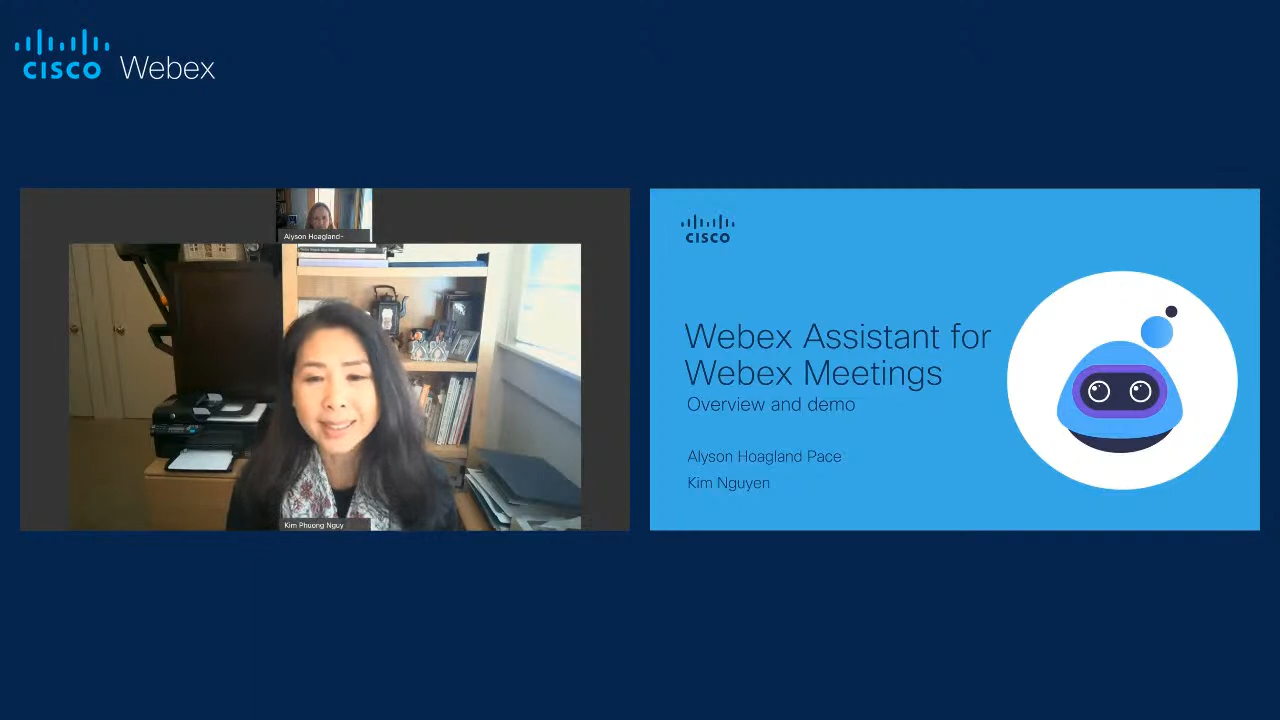 CISCO Webex
Alyson Hoagland-
Kim Phuong Nguy
CISCO
Webex Assistant for
Webex Meetings
Overview and demo
Alyson Hoagland Pace
Kim Nguyen